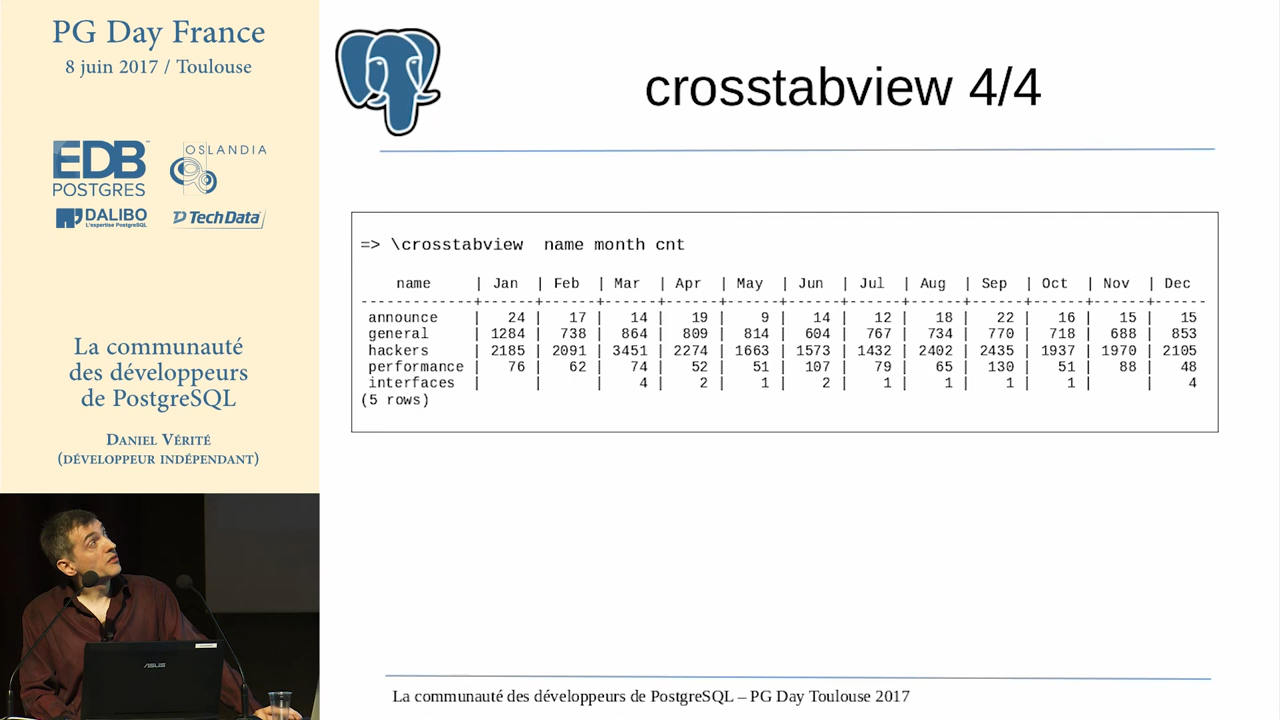 PG Day France
8 juin 2017 / Toulouse
EDB
POSTGRES
OSLANDIA
DALIBO
L'expertise PostgreSQL
TechData
La communauté
des développeurs
de PostgreSQL
Daniel Vérité
(développeur indépendant)
ASUS
crosstabview 4/4
=> \crosstabview  name month cnt
name | Jan | Feb | Mar | Apr | May | Jun | Jul | Aug | Sep | Oct | Nov | Dec
-------------+------+------+------+------+------+------+------+------+------+------+------+------
announce | 24 | 17 | 14 | 19 | 9 | 14 | 12 | 18 | 22 | 16 | 15 | 15
general | 1284 | 738 | 864 | 809 | 814 | 604 | 767 | 734 | 770 | 718 | 688 | 853
hackers | 2185 | 2091 | 3451 | 2274 | 1663 | 1573 | 1432 | 2402 | 2435 | 1937 | 1970 | 2105
performance | 76 | 62 | 74 | 52 | 51 | 107 | 79 | 65 | 130 | 51 | 88 | 48
interfaces | | | 4 | 2 | 1 | 2 | 1 | 1 | 1 | 1 | | 4
(5 rows)
La communauté des développeurs de PostgreSQL – PG Day Toulouse 2017